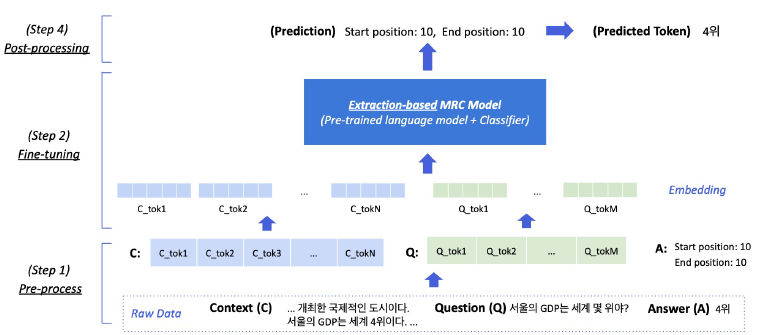 (Step 4)
Post-processing
(Prediction) Start position: 10, End position: 10
(Predicted Token) 4위
Extraction-based MRC Model
(Pre-trained language model + Classifier)
(Step 2)
Fine-tuning
... ...
Embedding
C_tok1 C_tok2 C_tokN Q_tok1 Q_tokM
(Step 1)
Pre-process
C: C_tok1 C_tok2 C_tok3 ... C_tokN
Q: Q_tok1 Q_tok2 ... Q_tokM
A: Start position: 10
End position: 10
Raw Data
Context (C) ... 개최한 국제적인 도시이다.
서울의 GDP는 세계 4위이다. ...
Question (Q) 서울의 GDP는 세계 몇 위야?
Answer (A) 4위